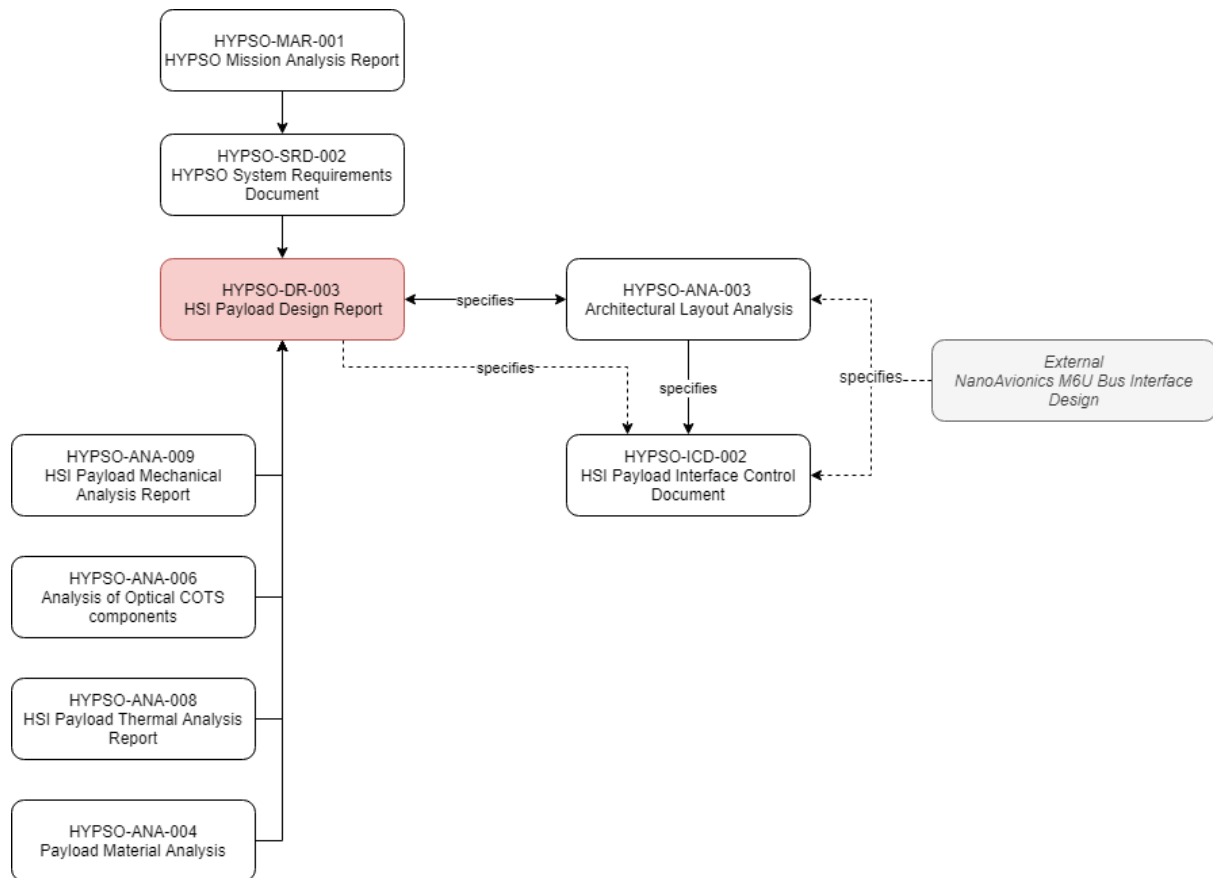 HYPSO-MAR-001
HYPSO Mission Analysis Report
HYPSO-SRD-002
HYPSO System Requirements
Document
HYPSO-DR-003
HSI Payload Design Report
specifies
HYPSO-ANA-003
Architectural Layout Analysis
specifies
specifies
specifies
External
NanoAvionics M6U Bus Interface
Design
HYPSO-ICD-002
HSI Payload Interface Control
Document
HYPSO-ANA-009
HSI Payload Mechanical
Analysis Report
HYPSO-ANA-006
Analysis of Optical COTS
components
HYPSO-ANA-008
HSI Payload Thermal Analysis
Report
HYPSO-ANA-004
Payload Material Analysis